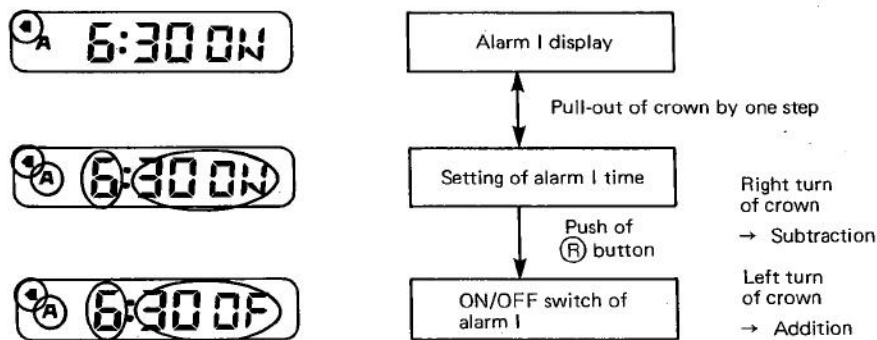 A 6:30 ON
Alarm I display
Pull-out of crown by one step
A 6:30 ON
Setting of alarm I time
Right turn
of crown
→ Subtraction
Push of
Ⓡ button
A 6:30 OF
ON/OFF switch of
alarm I
Left turn
of crown
→ Addition